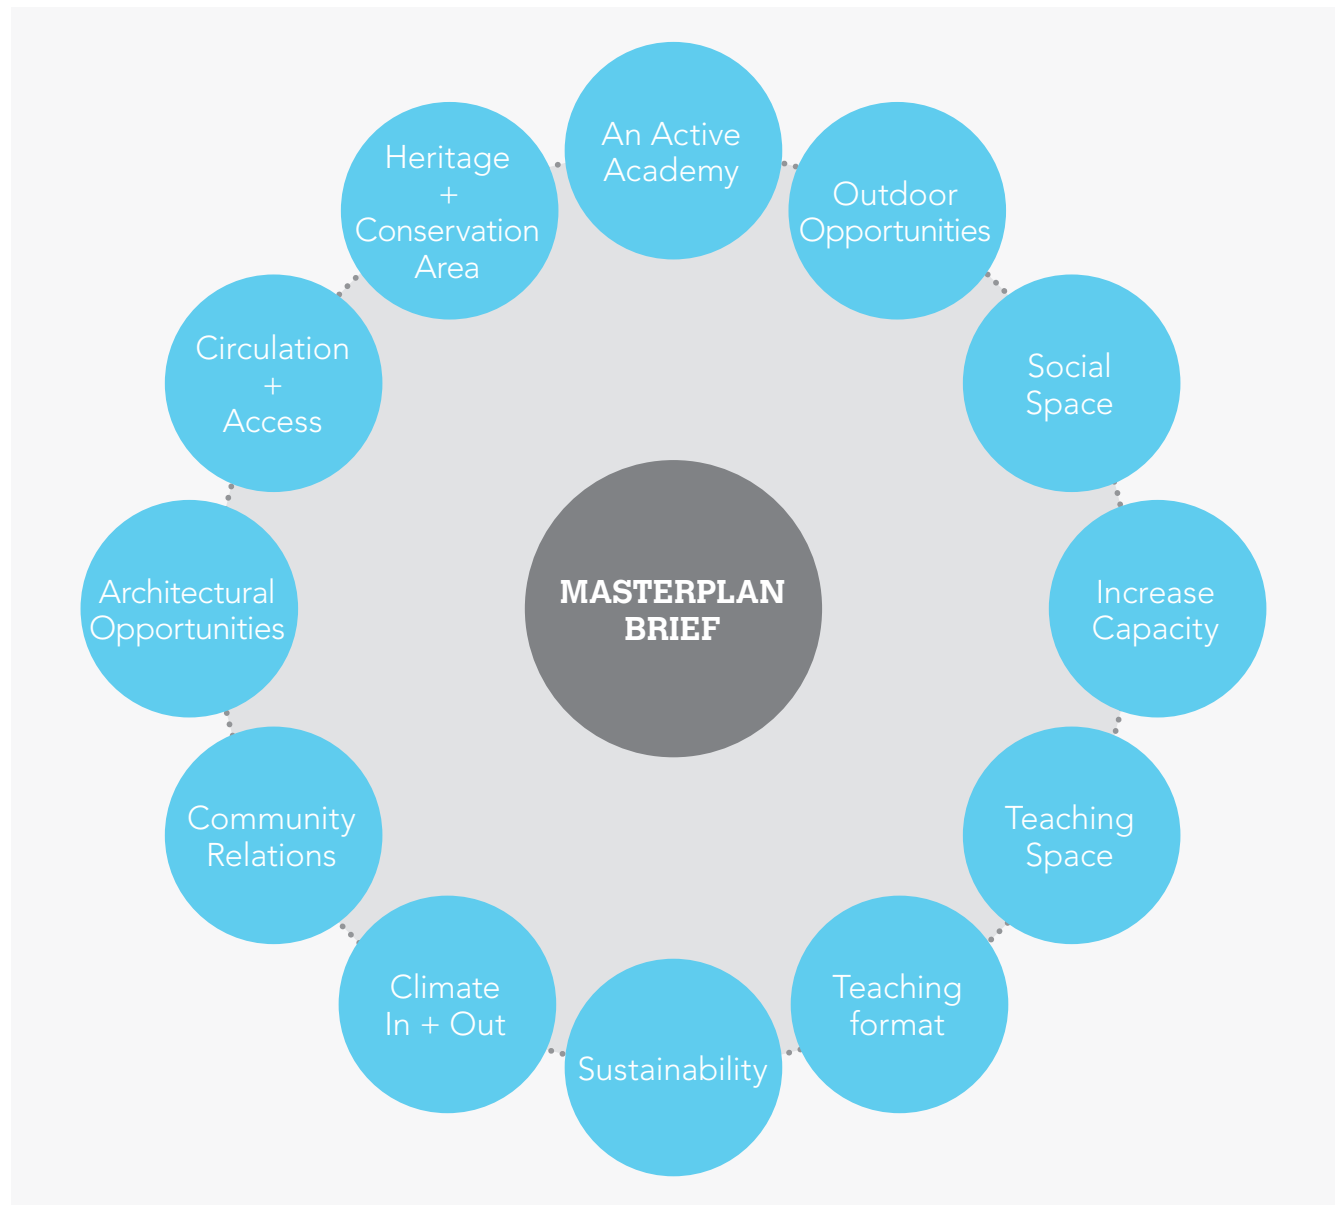 An Active
Academy
Outdoor
Opportunities
Social
Space
Increase
Capacity
Teaching
Space
Teaching
format
Sustainability
Climate
In + Out
Community
Relations
Architectural
Opportunities
Circulation
+
Access
Heritage
+
Conservation
Area
MASTERPLAN
BRIEF